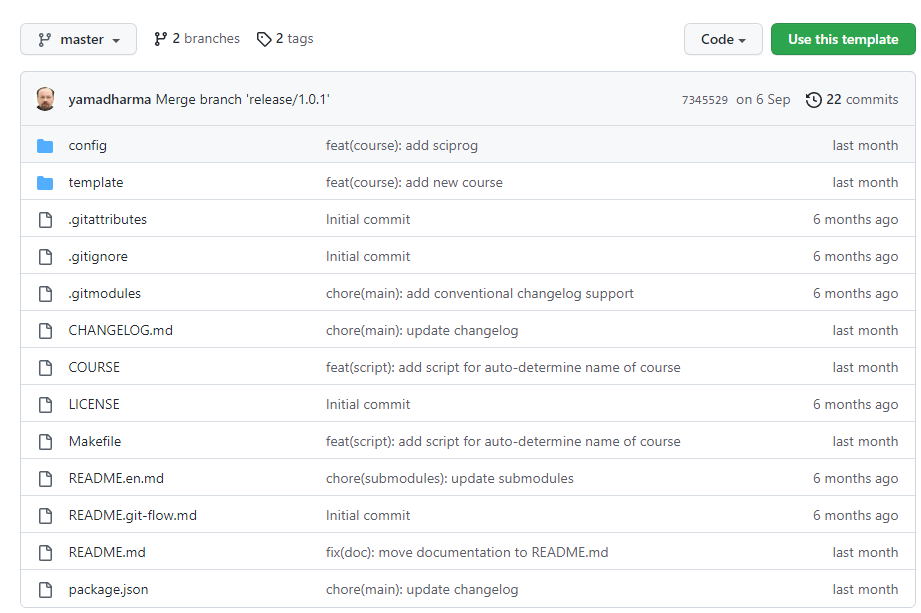 master 2 branches 2 tags Code Use this template
yamadharma Merge branch 'release/1.0.1' 7345529 on 6 Sep 22 commits
config feat(course): add sciprog last month
template feat(course): add new course last month
.gitattributes Initial commit 6 months ago
.gitignore Initial commit 6 months ago
.gitmodules chore(main): add conventional changelog support 6 months ago
CHANGELOG.md chore(main): update changelog last month
COURSE feat(script): add script for auto-determine name of course last month
LICENSE Initial commit 6 months ago
Makefile feat(script): add script for auto-determine name of course last month
README.en.md chore(submodules): update submodules 6 months ago
README.git-flow.md Initial commit 6 months ago
README.md fix(doc): move documentation to README.md last month
package.json chore(main): update changelog last month